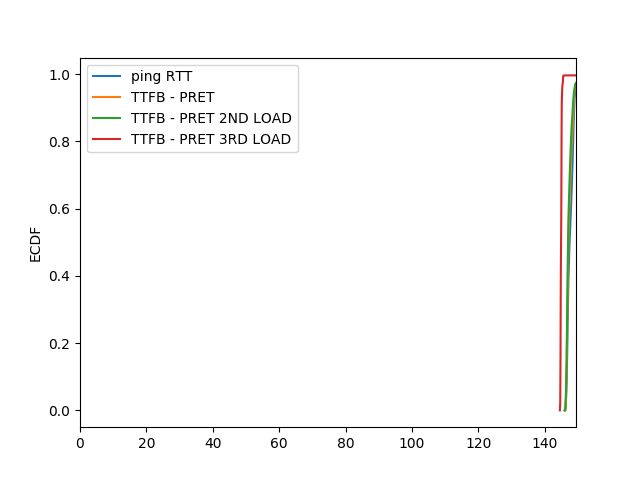 1.0
0.8
0.6
0.4
0.2
0.0
ECDF
ping RTT
TTFB - PRET
TTFB - PRET 2ND LOAD
TTFB - PRET 3RD LOAD
0 20 40 60 80 100 120 140